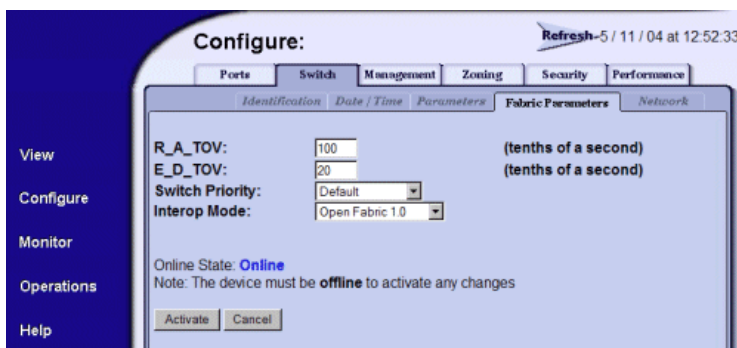 Configure:
Refresh-5 / 11 / 04 at 12:52:33
Ports Switch Management Zoning Security Performance
Identification Date / Time Parameters Fabric Parameters Network
View
Configure
Monitor
Operations
Help
R_A_TOV: 100 (tenths of a second)
E_D_TOV: 20 (tenths of a second)
Switch Priority: Default
Interop Mode: Open Fabric 1.0
Online State: Online
Note: The device must be offline to activate any changes
Activate Cancel